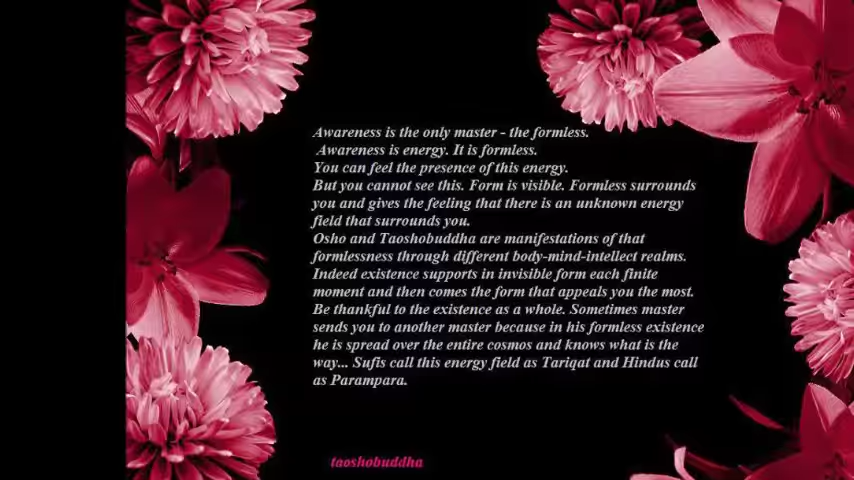 Awareness is the only master - the formless.
Awareness is energy. It is formless.
You can feel the presence of this energy.
But you cannot see this. Form is visible. Formless surrounds
you and gives the feeling that there is an unknown energy
field that surrounds you.
Osho and Taoshobuddha are manifestations of that
formlessness through different body-mind-intellect realms.
Indeed existence supports in invisible form each finite
moment and then comes the form that appeals you the most.
Be thankful to the existence as a whole. Sometimes master
sends you to another master because in his formless existence
he is spread over the entire cosmos and knows what is the
way... Sufis call this energy field as Tariqat and Hindus call
as Parampara.
taoshobuddha